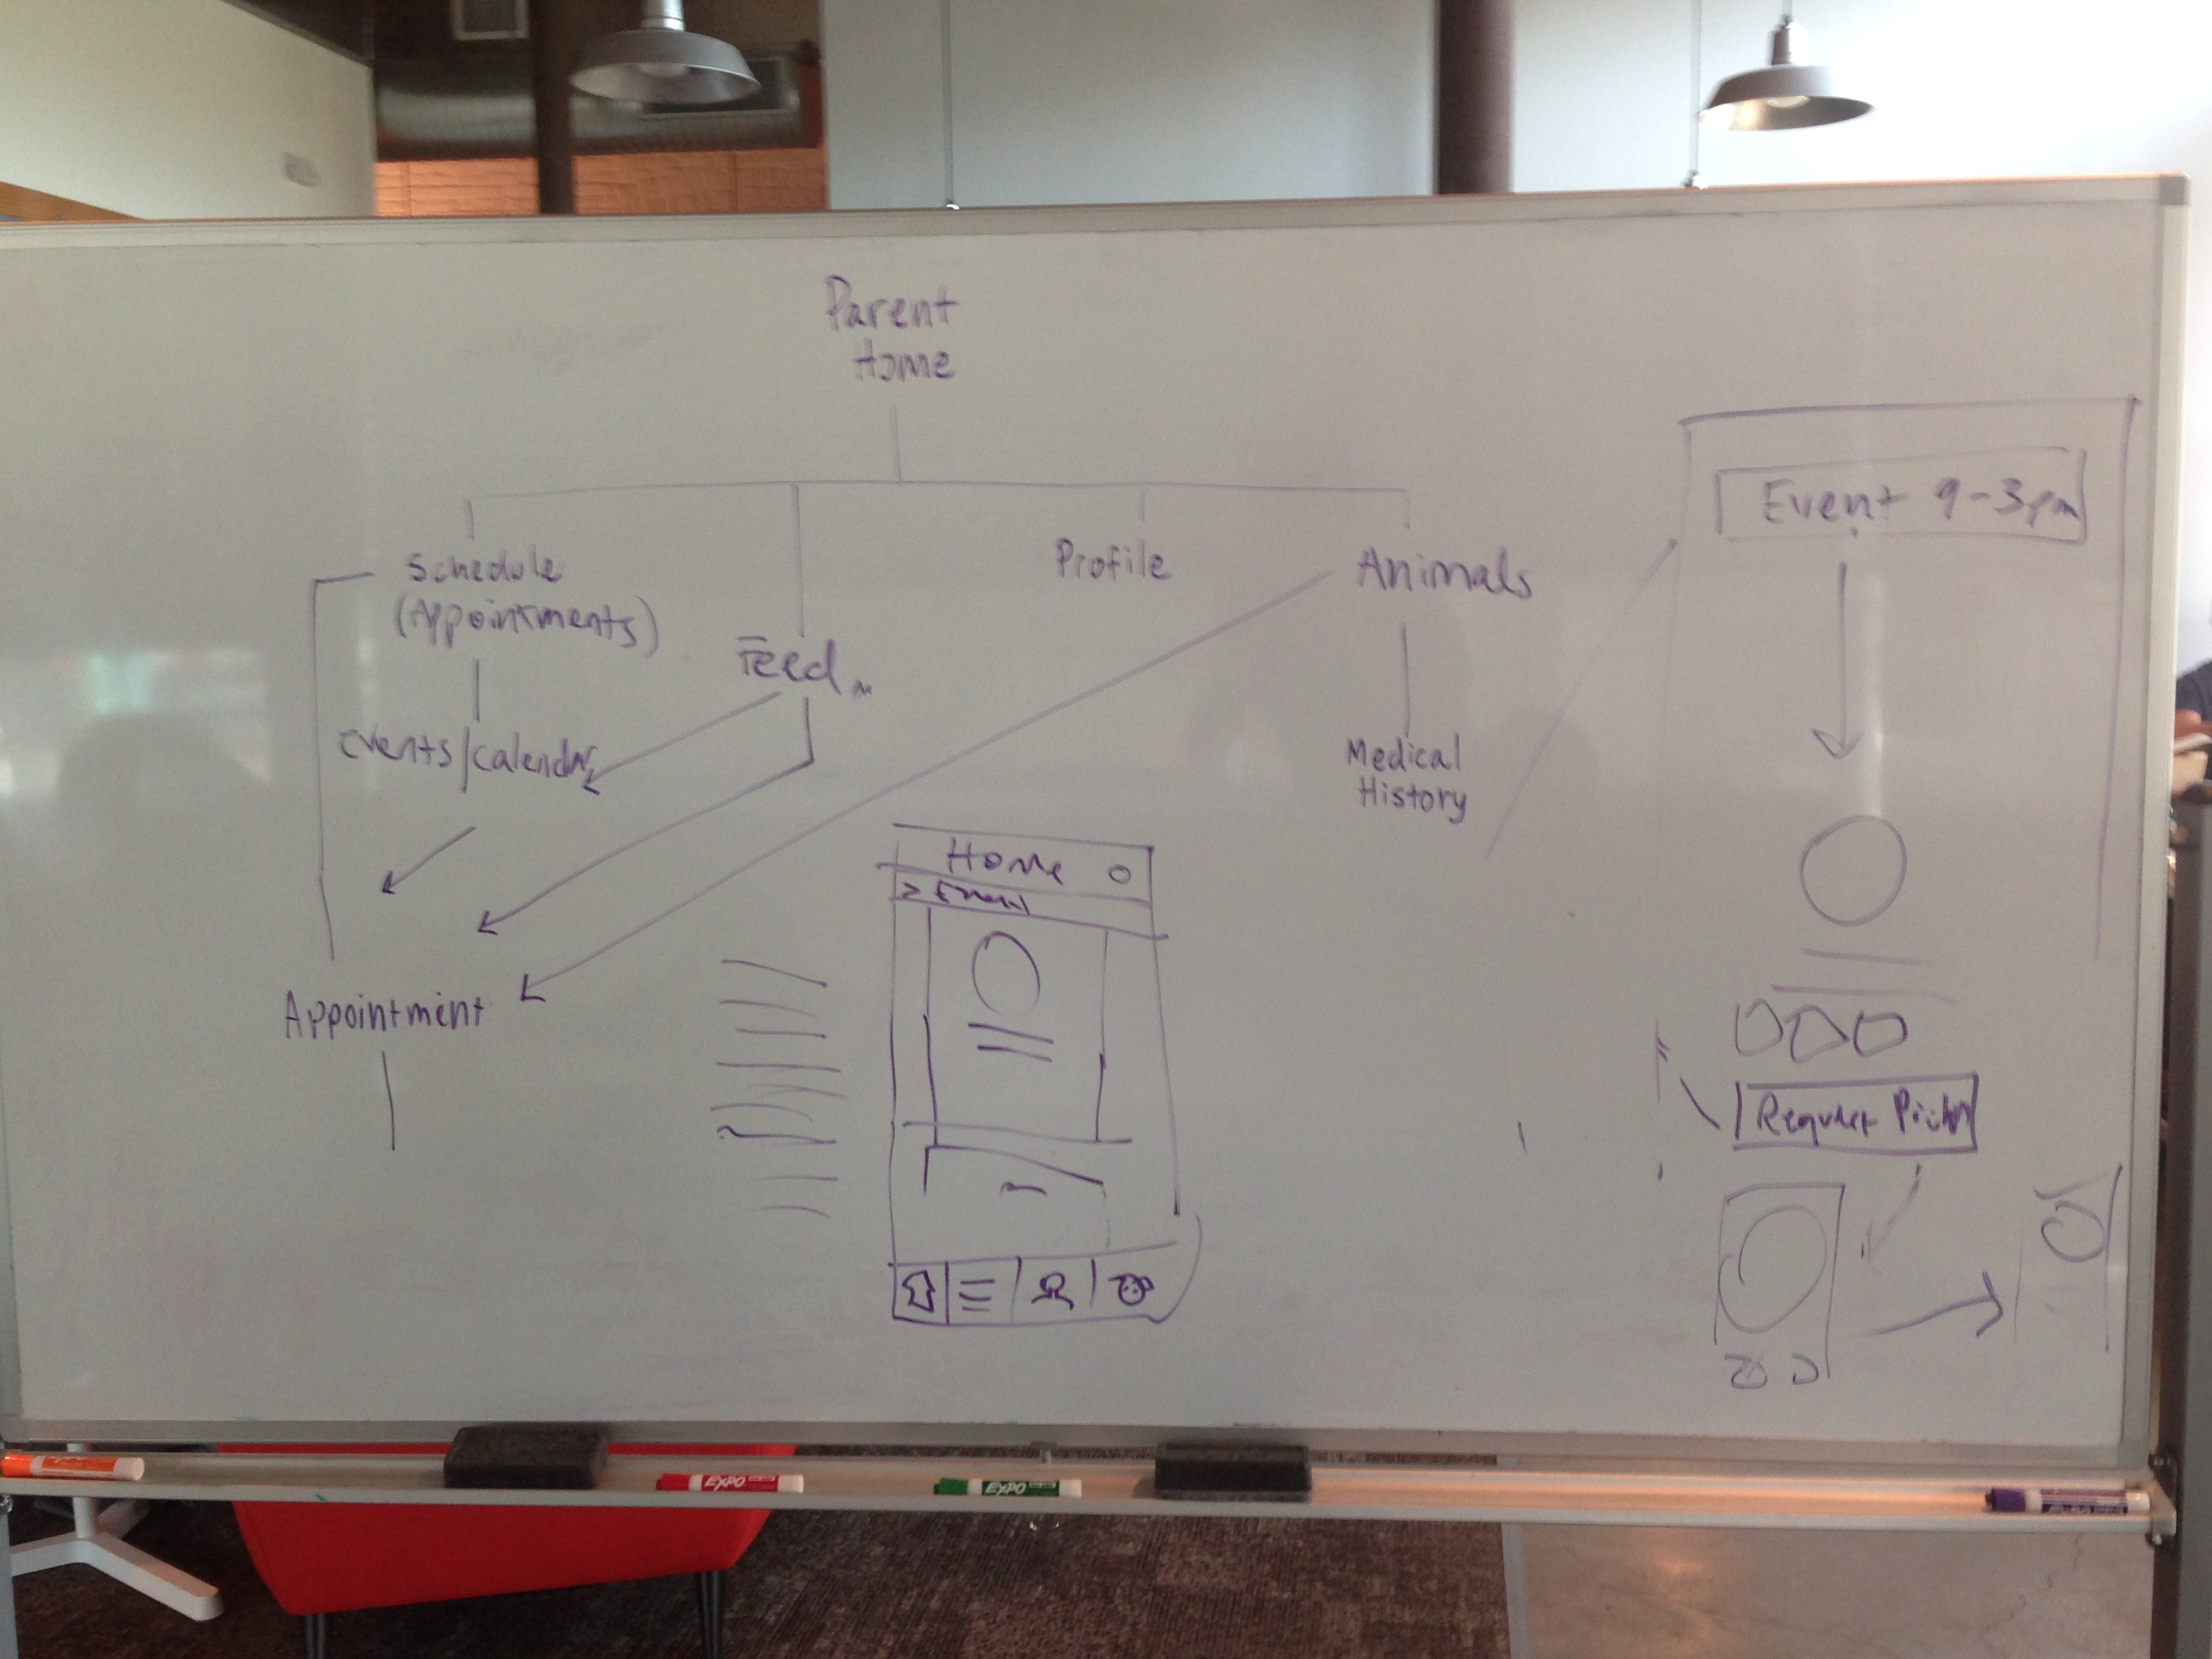 Parent
Home
Schedule
(Appointments)
Feed
Profile
Animals
Events/calendar
Medical
History
Appointment
Home
> Event
Event 9-3pm
Request
EXPO
EXPO